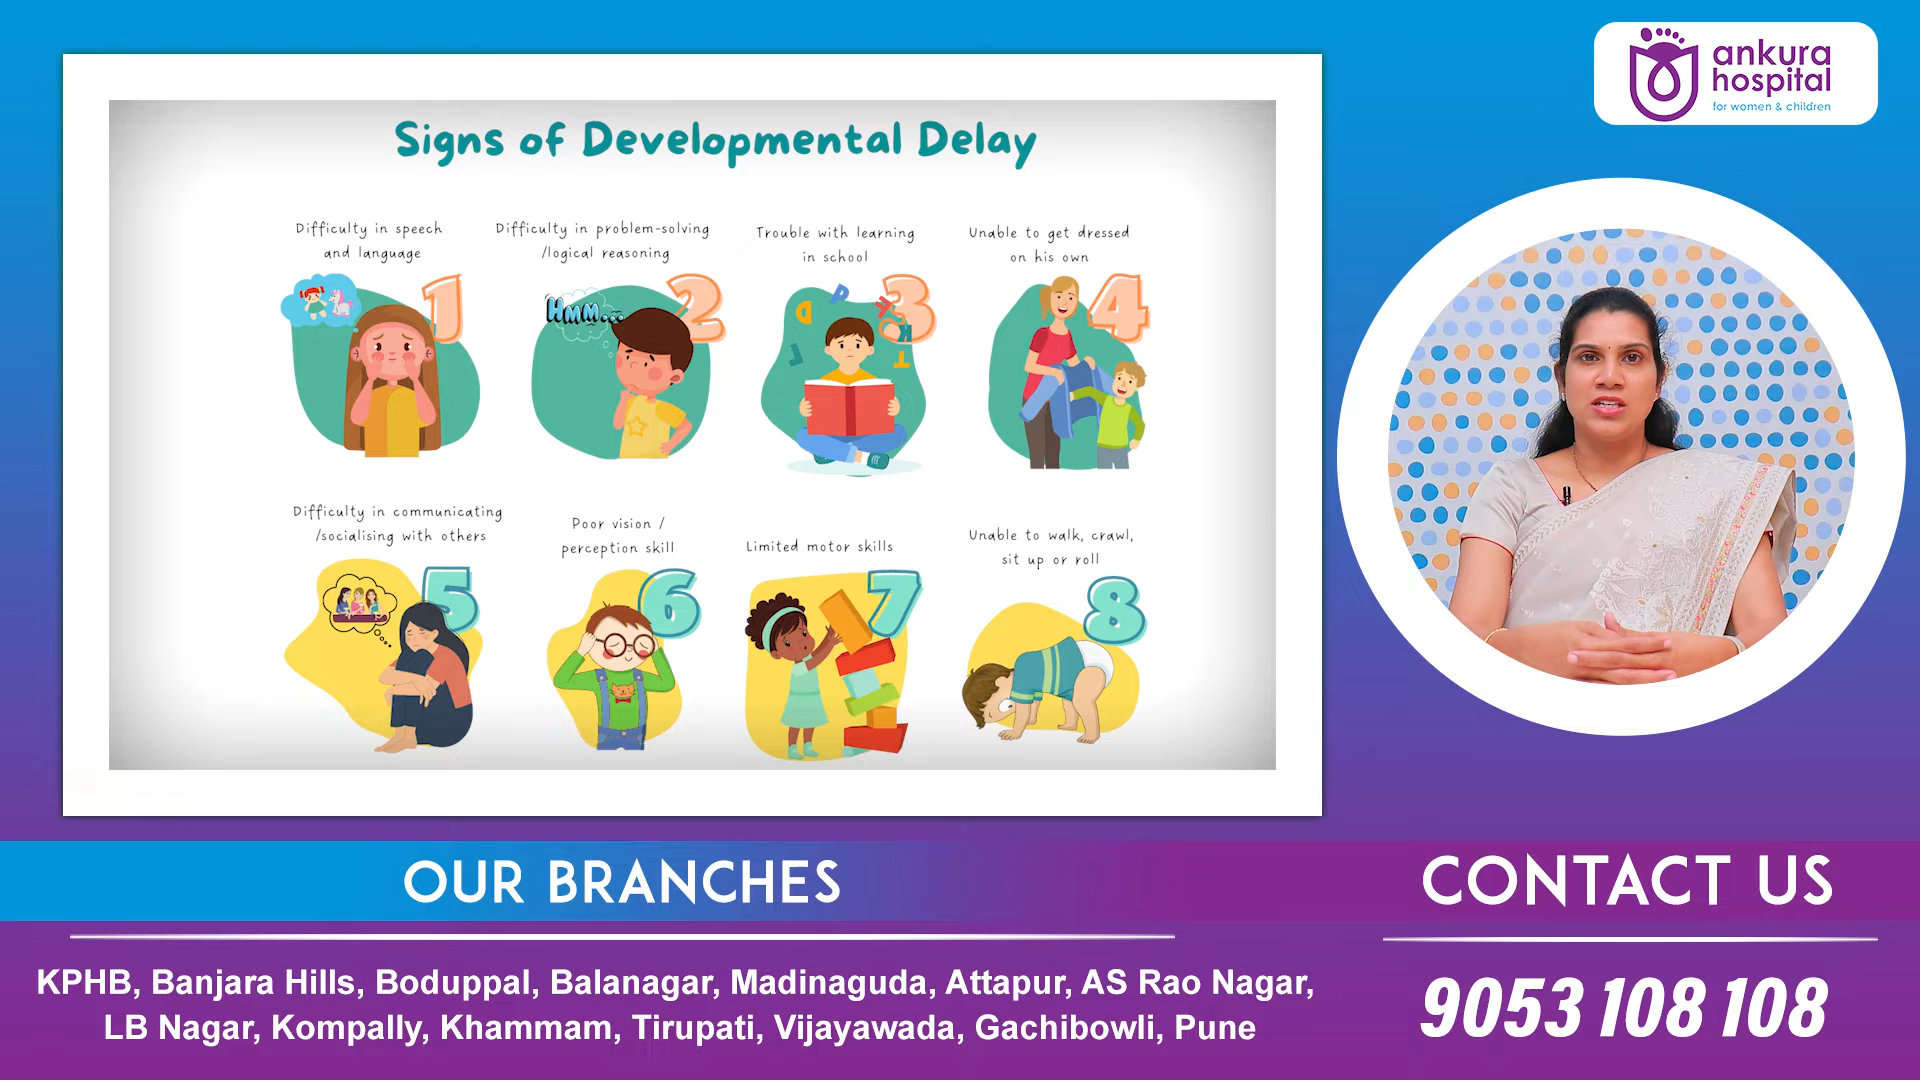 ankura
hospital
for women & children
Signs of Developmental Delay
Difficulty in speech
and language
1
Difficulty in problem-solving
/logical reasoning
HMM...
2
Trouble with learning
in school
3
Unable to get dressed
on his own
4
Difficulty in communicating
/socialising with others
5
Poor vision /
perception skill
6
Limited motor skills
7
Unable to walk, crawl,
sit up or roll
8
OUR BRANCHES
KPHB, Banjara Hills, Boduppal, Balanagar, Madinaguda, Attapur, AS Rao Nagar,
LB Nagar, Kompally, Khammam, Tirupati, Vijayawada, Gachibowli, Pune
CONTACT US
9053 108 108